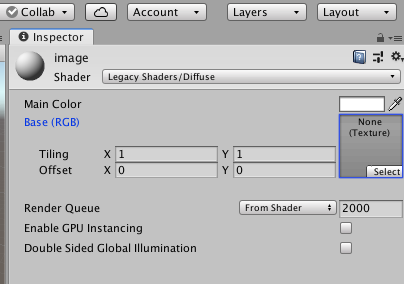 Collab
Account
Layers
Layout
Inspector
image
Shader
Legacy Shaders/Diffuse
Main Color
Base (RGB)
None
(Texture)
Tiling X 1 Y 1
Offset X 0 Y 0
Select
Render Queue From Shader 2000
Enable GPU Instancing
Double Sided Global Illumination